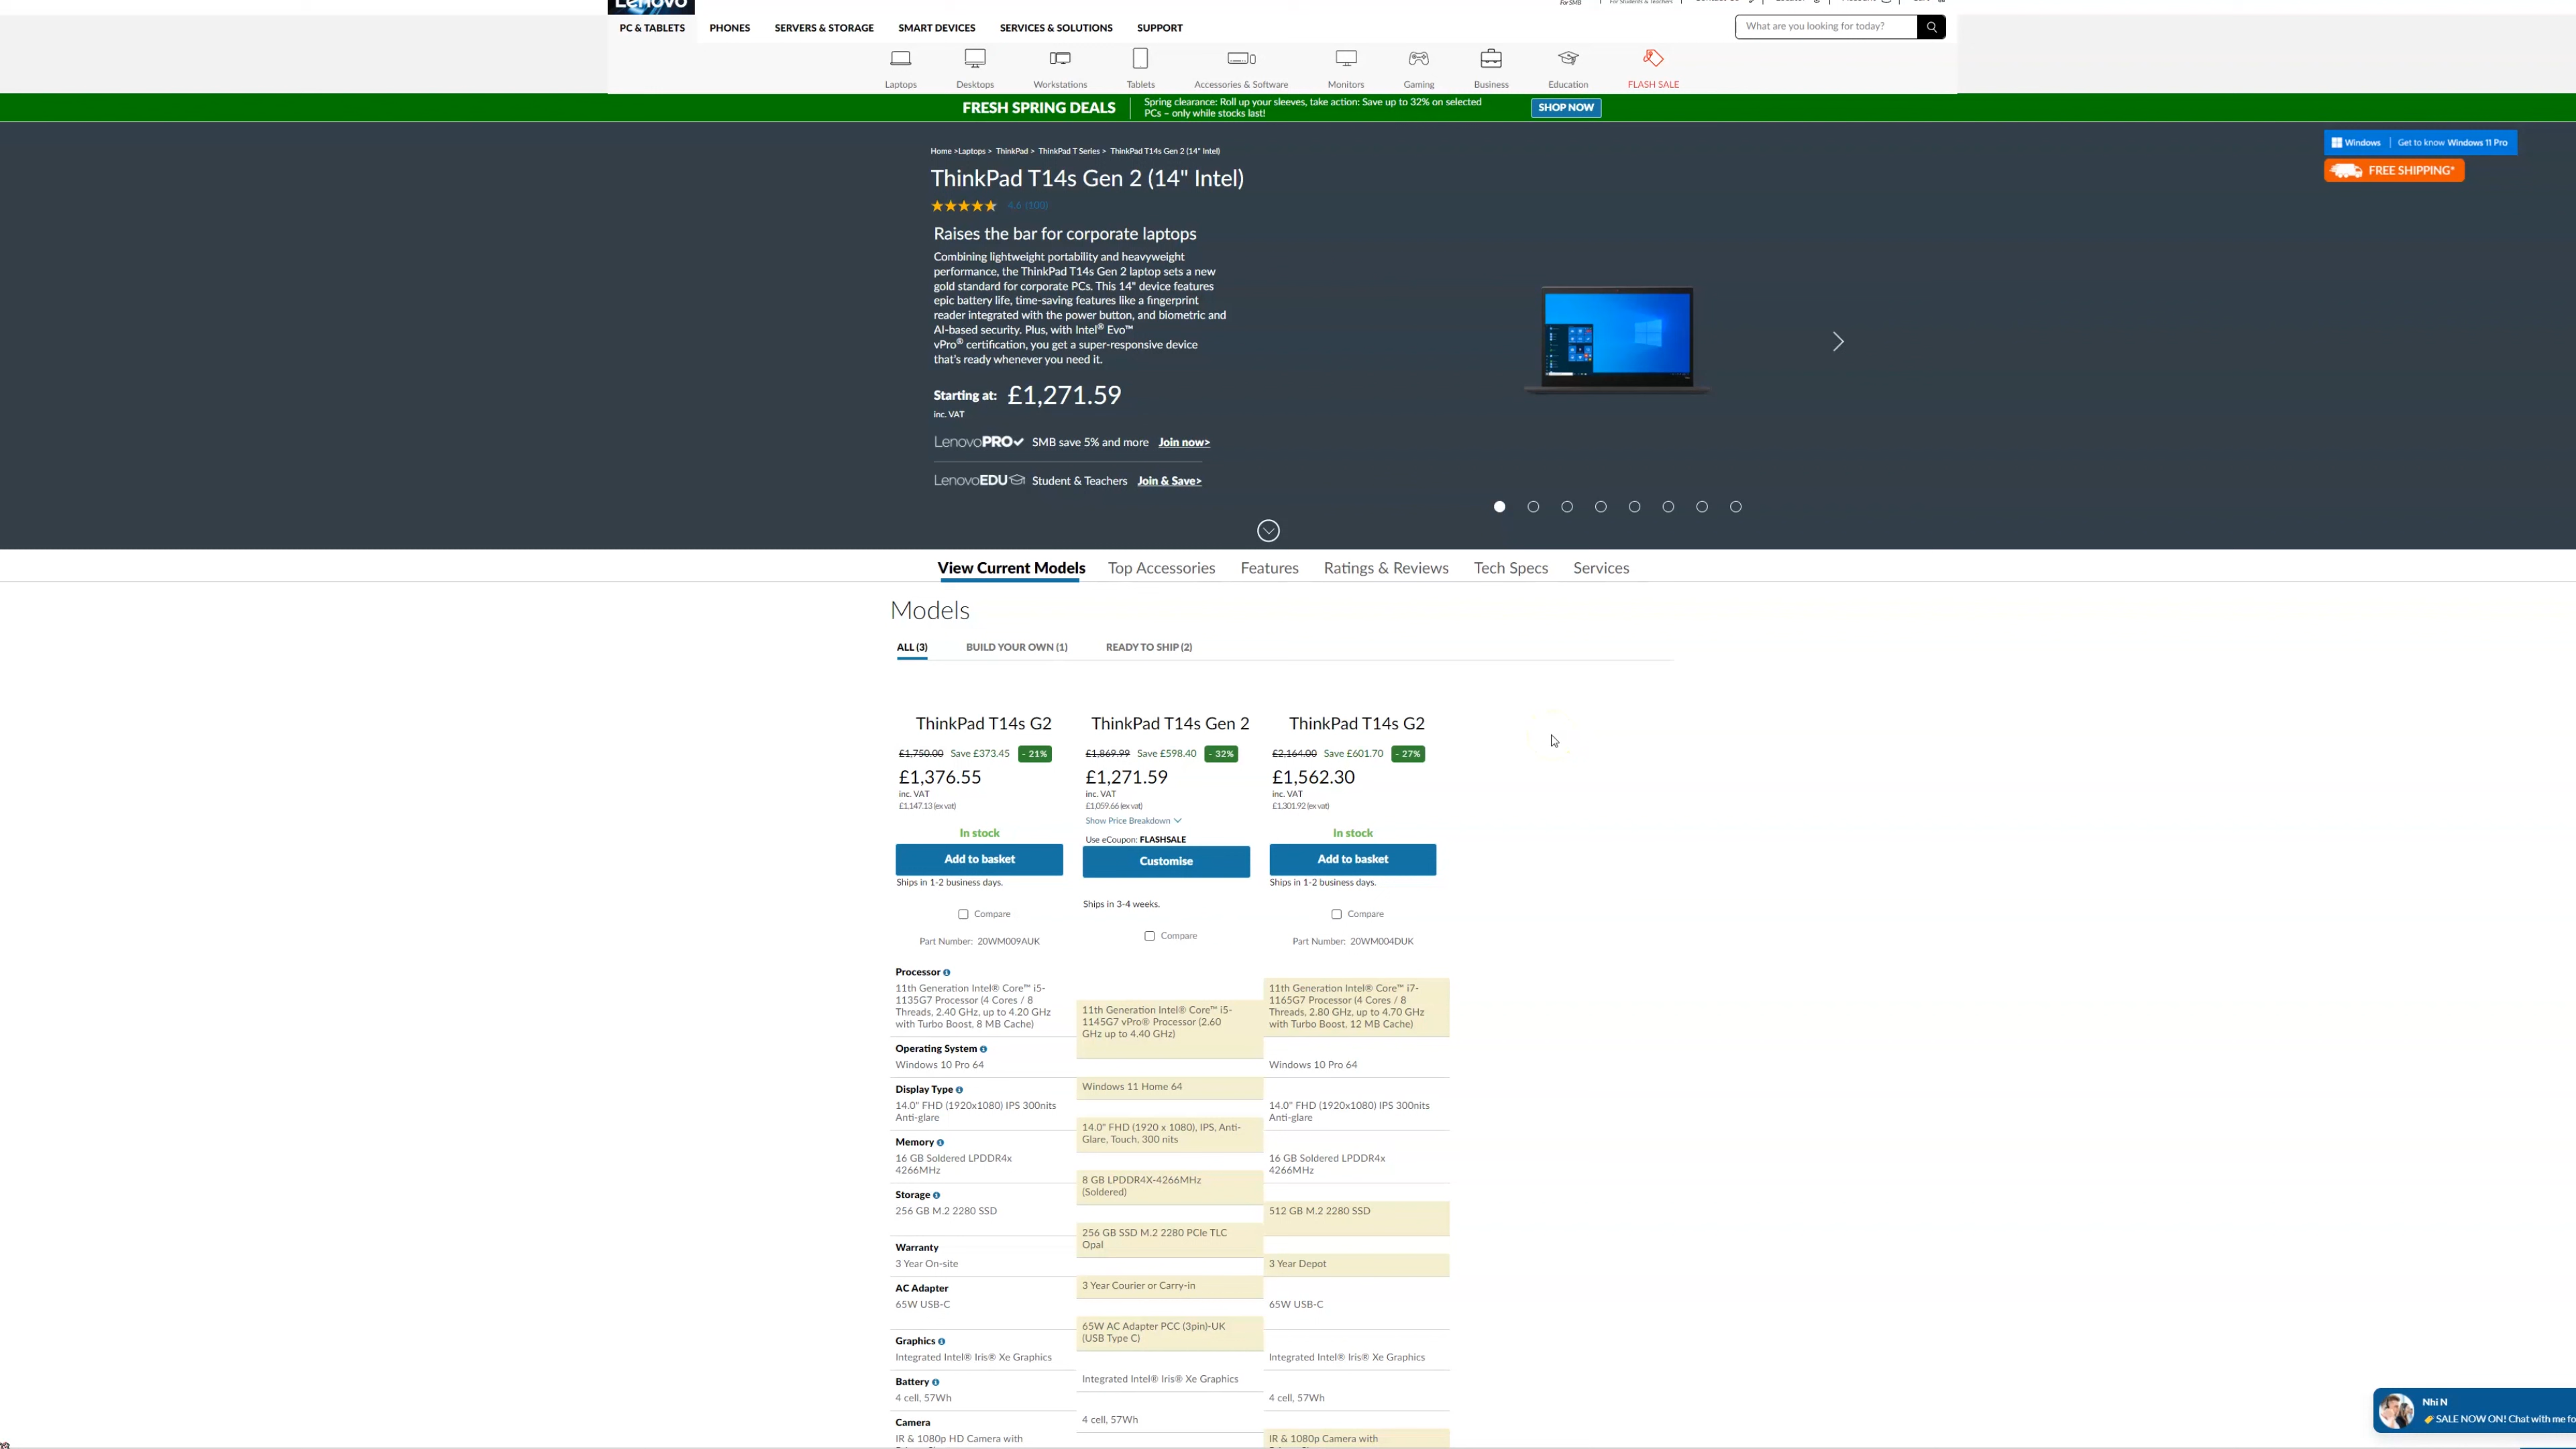 Lenovo
For SMB
For Students & Teachers
PC & TABLETS
PHONES
SERVERS & STORAGE
SMART DEVICES
SERVICES & SOLUTIONS
SUPPORT
What are you looking for today?
Laptops
Desktops
Workstations
Tablets
Accessories & Software
Monitors
Gaming
Business
Education
FLASH SALE
FRESH SPRING DEALS
Spring clearance: Roll up your sleeves, take action: Save up to 32% on selected
PCs – only while stocks last!
SHOP NOW
Home >Laptops > ThinkPad > ThinkPad T Series > ThinkPad T14s Gen 2 (14" Intel)
Windows | Get to know Windows 11 Pro
FREE SHIPPING*
ThinkPad T14s Gen 2 (14" Intel)
4.6 (100)
Raises the bar for corporate laptops
Combining lightweight portability and heavyweight
performance, the ThinkPad T14s Gen 2 laptop sets a new
gold standard for corporate PCs. This 14" device features
epic battery life, time-saving features like a fingerprint
reader integrated with the power button, and biometric and
AI-based security. Plus, with Intel® Evo™
vPro® certification, you get a super-responsive device
that's ready whenever you need it.
Starting at: £1,271.59
inc. VAT
LenovoPRO SMB save 5% and more Join now>
LenovoEDU Student & Teachers Join & Save>
View Current Models
Top Accessories
Features
Ratings & Reviews
Tech Specs
Services
Models
ALL (3)
BUILD YOUR OWN (1)
READY TO SHIP (2)
ThinkPad T14s G2
£1,750.00 Save £373.45 - 21%
£1,376.55
inc. VAT
£1,147.13 (ex vat)
In stock
Add to basket
Ships in 1-2 business days.
Compare
Part Number: 20WM009AUK
Processor
11th Generation Intel® Core™ i5-
1135G7 Processor (4 Cores / 8
Threads, 2.40 GHz, up to 4.20 GHz
with Turbo Boost, 8 MB Cache)
Operating System
Windows 10 Pro 64
Display Type
14.0" FHD (1920x1080) IPS 300nits
Anti-glare
Memory
16 GB Soldered LPDDR4x
4266MHz
Storage
256 GB M.2 2280 SSD
Warranty
3 Year On-site
AC Adapter
65W USB-C
Graphics
Integrated Intel® Iris® Xe Graphics
Battery
4 cell, 57Wh
Camera
IR & 1080p HD Camera with
ThinkPad T14s Gen 2
£1,869.99 Save £598.40 - 32%
£1,271.59
inc. VAT
£1,059.66 (ex vat)
Show Price Breakdown
Use eCoupon: FLASHSALE
Customise
Ships in 3-4 weeks.
Compare
11th Generation Intel® Core™ i5-
1145G7 vPro® Processor (2.60
GHz up to 4.40 GHz)
Windows 11 Home 64
14.0" FHD (1920 x 1080), IPS, Anti-
Glare, Touch, 300 nits
8 GB LPDDR4X-4266MHz
(Soldered)
256 GB SSD M.2 2280 PCIe TLC
Opal
3 Year Courier or Carry-in
65W AC Adapter PCC (3pin)-UK
(USB Type C)
Integrated Intel® Iris® Xe Graphics
4 cell, 57Wh
ThinkPad T14s G2
£2,164.00 Save £601.70 - 27%
£1,562.30
inc. VAT
£1,301.92 (ex vat)
In stock
Add to basket
Ships in 1-2 business days.
Compare
Part Number: 20WM004DUK
11th Generation Intel® Core™ i7-
1165G7 Processor (4 Cores / 8
Threads, 2.80 GHz, up to 4.70 GHz
with Turbo Boost, 12 MB Cache)
Windows 10 Pro 64
14.0" FHD (1920x1080) IPS 300nits
Anti-glare
16 GB Soldered LPDDR4x
4266MHz
512 GB M.2 2280 SSD
3 Year Depot
65W USB-C
Integrated Intel® Iris® Xe Graphics
4 cell, 57Wh
IR & 1080p Camera with
Nhi N
SALE NOW ON! Chat with me fo